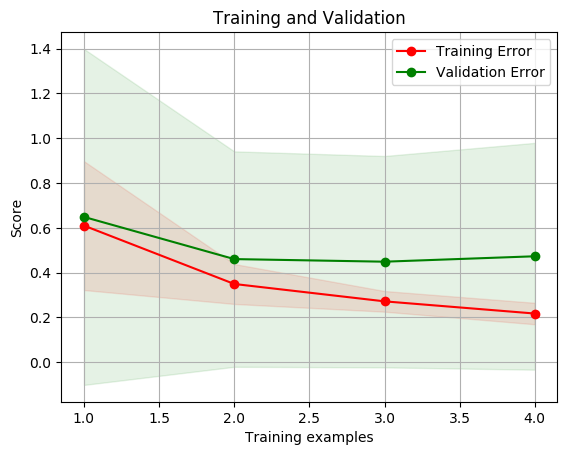 Training and Validation
Training Error
Validation Error
Score
1.4
1.2
1.0
0.8
0.6
0.4
0.2
0.0
1.0 1.5 2.0 2.5 3.0 3.5 4.0
Training examples